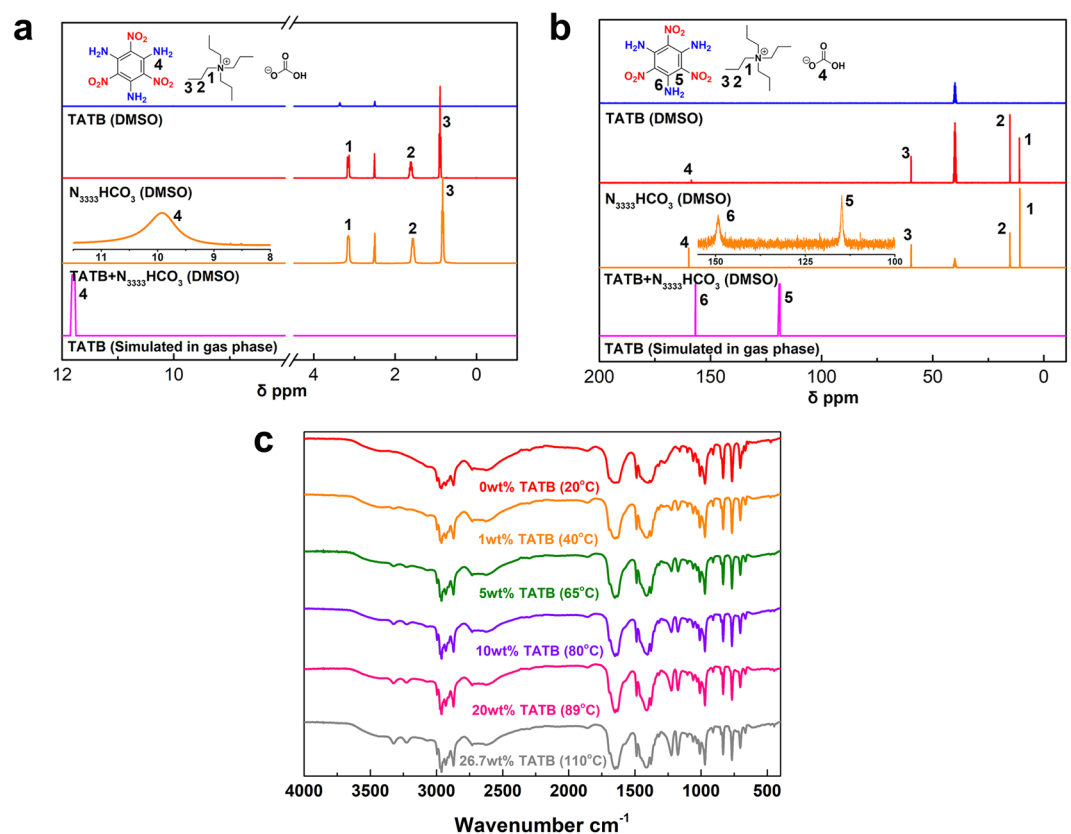 a
NO₂
H₂N
4
NH₂
O₂N
NO₂
NH₂
N⁺
3 2 1
O
⊖O
OH
TATB (DMSO)
1
2
3
N₃₃₃₃HCO₃ (DMSO)
4
11
10
9
8
1
2
3
TATB+N₃₃₃₃HCO₃ (DMSO)
4
TATB (Simulated in gas phase)
12
10
4
2
0
δ ppm
b
6
NO₂
H₂N
NH₂
O₂N
5
NO₂
6
NH₂
N⁺
1
3 2
O
⊖O
OH
4
TATB (DMSO)
4
3
2
1
N₃₃₃₃HCO₃ (DMSO)
4
6
5
150
125
100
3
2
1
TATB+N₃₃₃₃HCO₃ (DMSO)
6
5
TATB (Simulated in gas phase)
200
150
100
50
0
δ ppm
c
0wt% TATB (20°C)
1wt% TATB (40°C)
5wt% TATB (65°C)
10wt% TATB (80°C)
20wt% TATB (89°C)
26.7wt% TATB (110°C)
4000 3500 3000 2500 2000 1500 1000 500
Wavenumber cm⁻¹